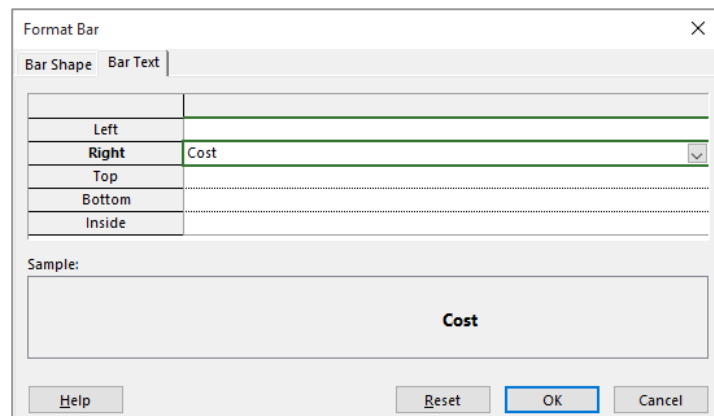 Format Bar
Bar Shape Bar Text
Left
Right Cost
Top
Bottom
Inside
Sample:
Cost
Help Reset OK Cancel